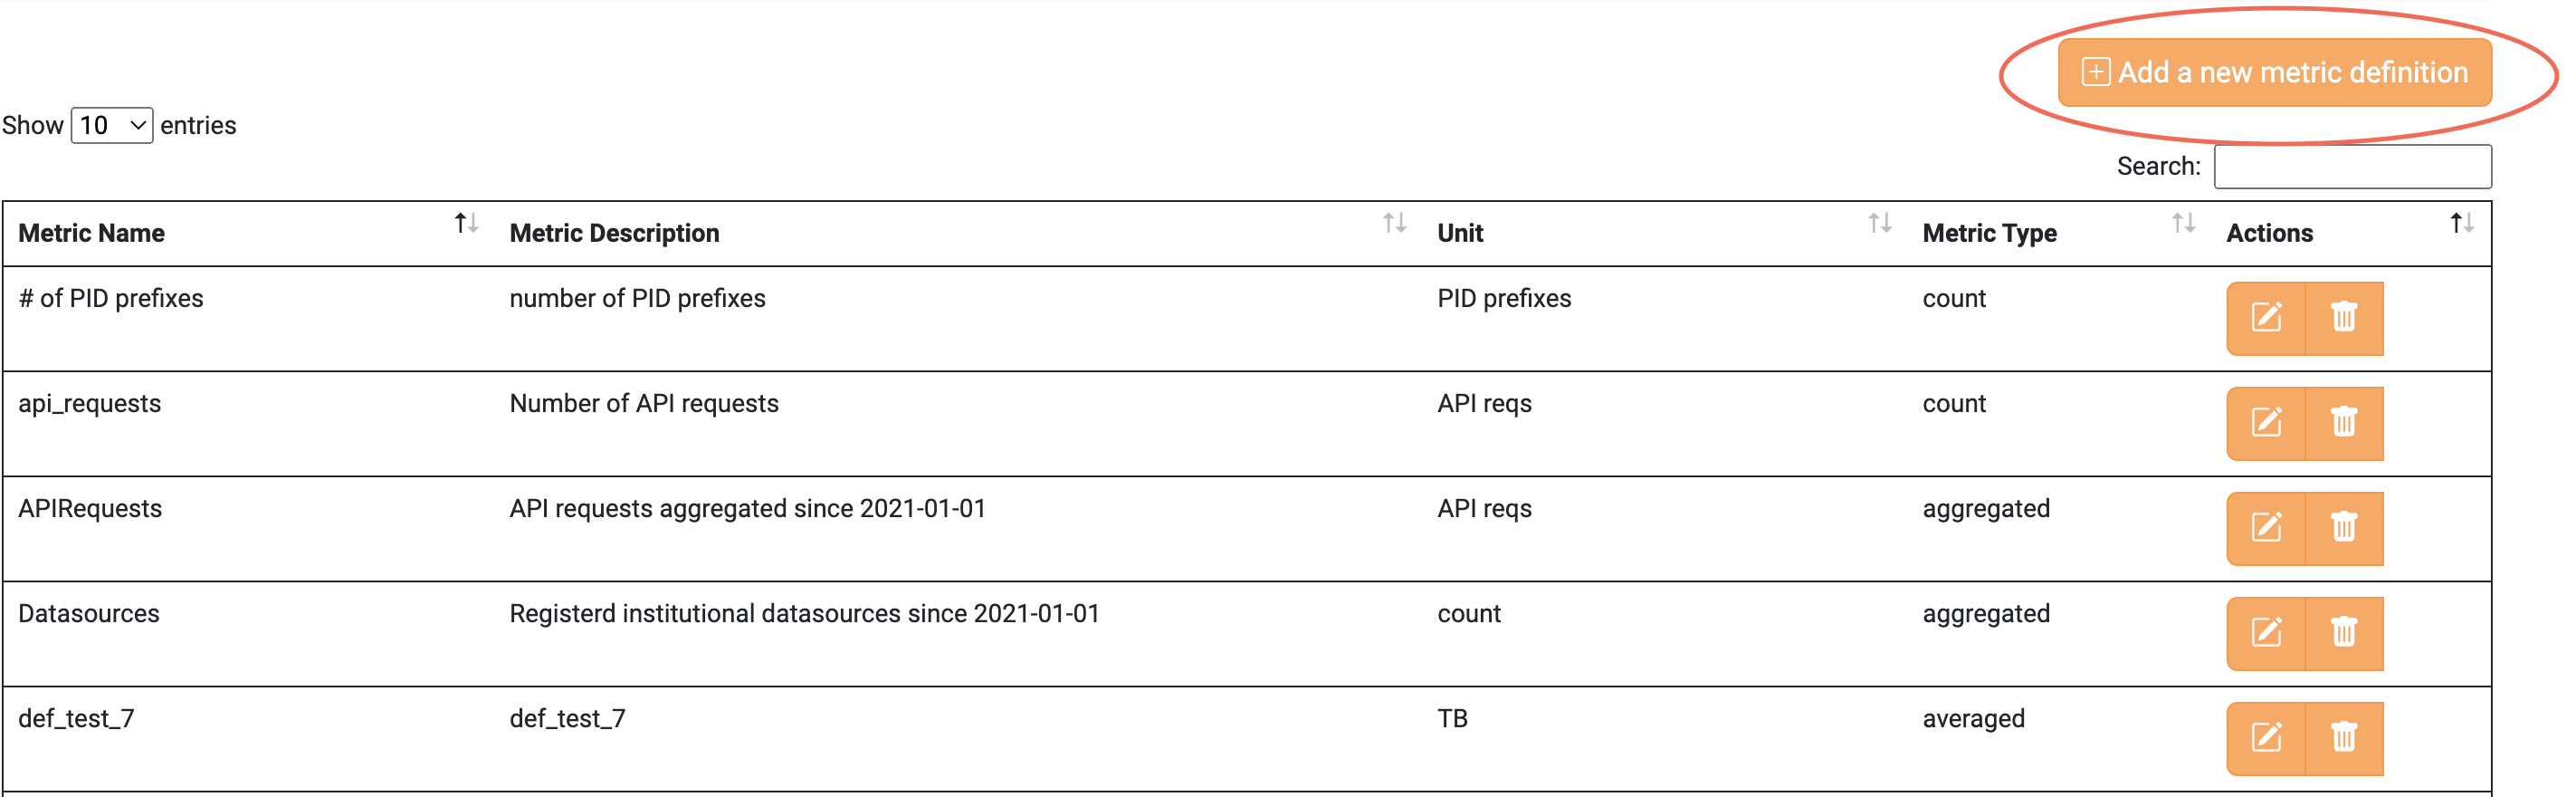 Add a new metric definition
Show 10 entries
Search:
Metric Name Metric Description Unit Metric Type Actions
# of PID prefixes number of PID prefixes PID prefixes count
api_requests Number of API requests API reqs count
APIRequests API requests aggregated since 2021-01-01 API reqs aggregated
Datasources Registerd institutional datasources since 2021-01-01 count aggregated
def_test_7 def_test_7 TB averaged